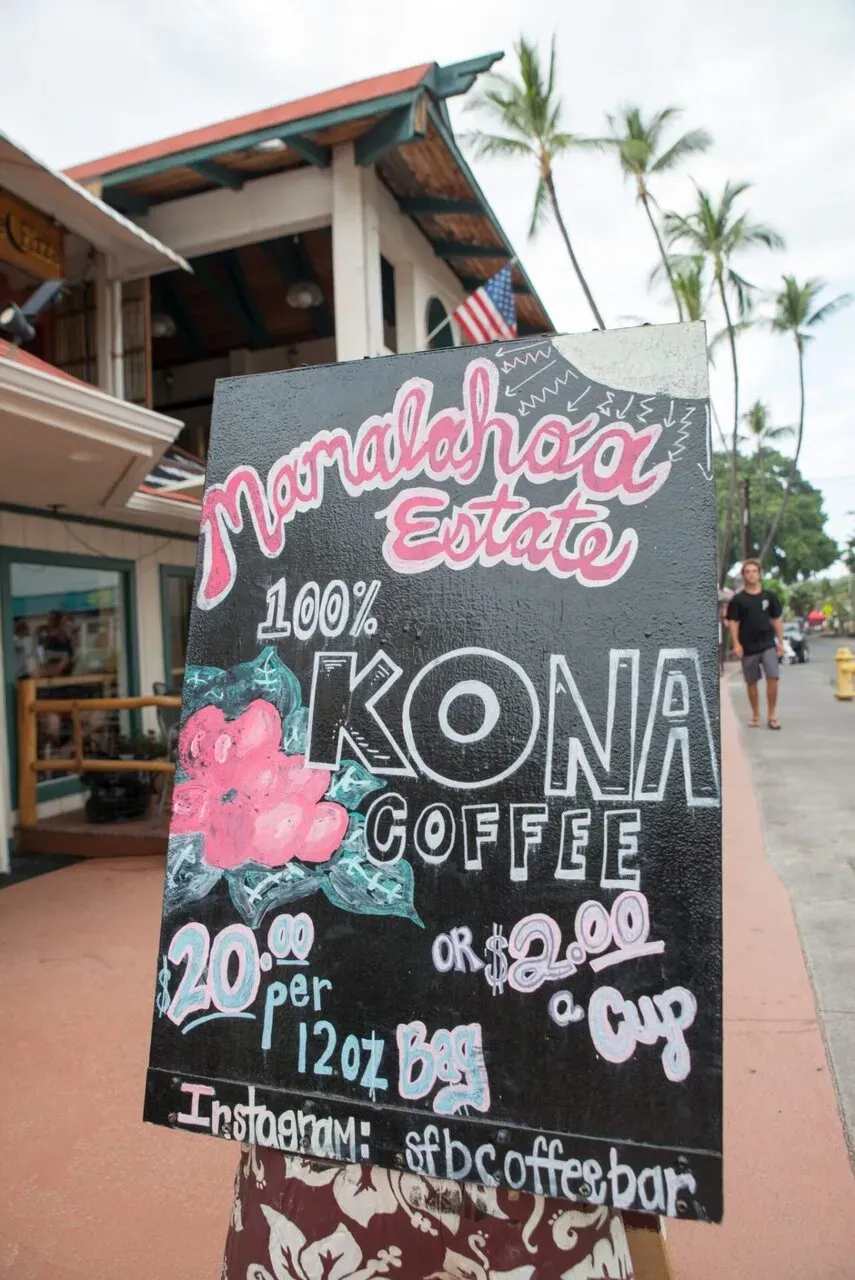 Mamalahoa
Estate
100%
KONA
COFFEE
$20.00
per
12oz Bag
OR $2.00
a Cup
Instagram: sfbcoffeebar